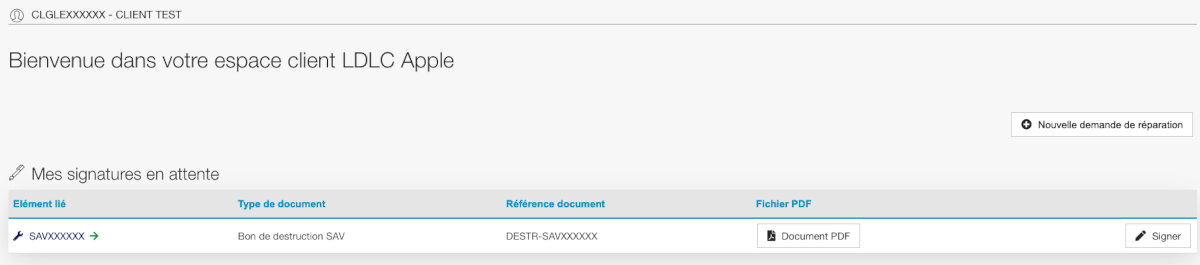 CLGLEXXXXXX - CLIENT TEST
Bienvenue dans votre espace client LDLC Apple
Nouvelle demande de réparation
Mes signatures en attente
Elément lié Type de document Référence document Fichier PDF
SAVXXXXXX Bon de destruction SAV DESTR-SAVXXXXXX Document PDF Signer